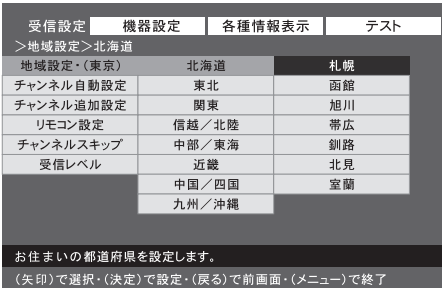 受信設定 機器設定 各種情報表示 テスト
＞地域設定＞北海道
地域設定・(東京) 北海道 札幌
チャンネル自動設定 東北 函館
チャンネル追加設定 関東 旭川
リモコン設定 信越／北陸 帯広
チャンネルスキップ 中部／東海 釧路
受信レベル 近畿 北見
中国／四国 室蘭
九州／沖縄
お住まいの都道府県を設定します。
(矢印)で選択・(決定)で設定・(戻る)で前画面・(メニュー)で終了